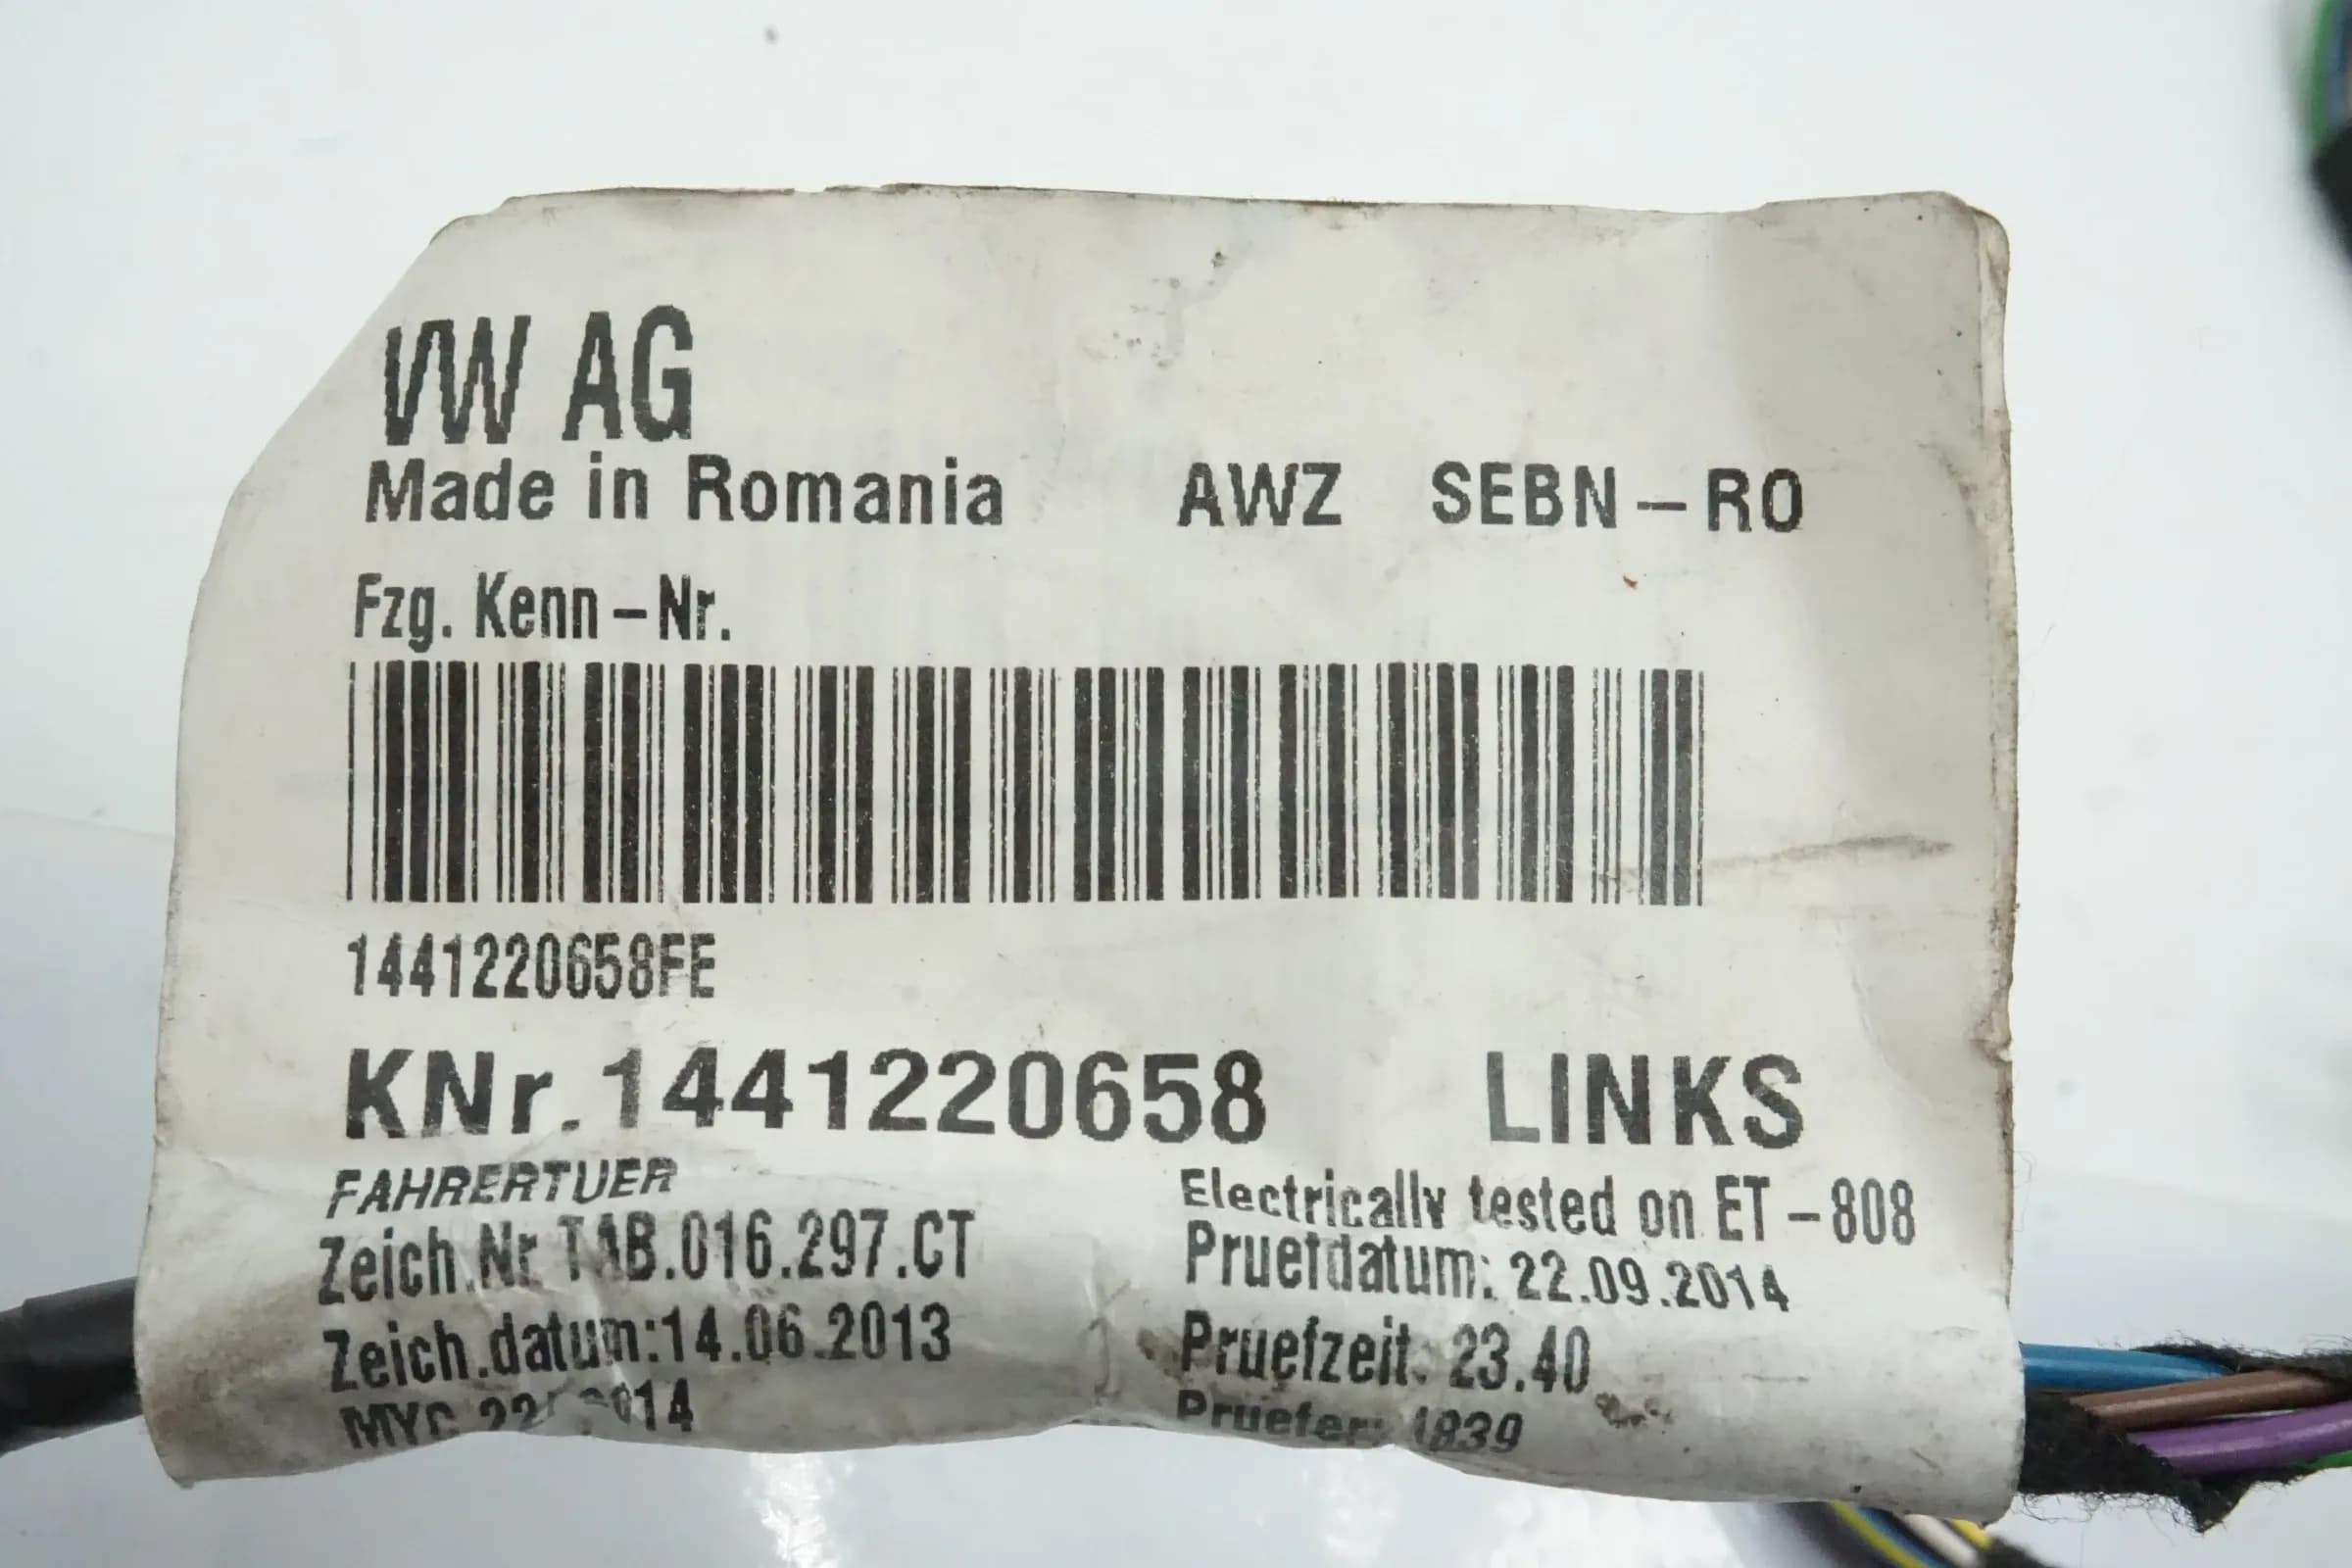 VW AG
Made in Romania AWZ SEBN-RO
Fzg. Kenn-Nr.
1441220658FE
KNr.1441220658 LINKS
FAHRERTUER Electrically tested on ET-808
Zeich.Nr TAB.016.297.CT Pruefdatum: 22.09.2014
Zeich.datum:14.06.2013 Pruefzeit: 23.40
Pruefer: 1839